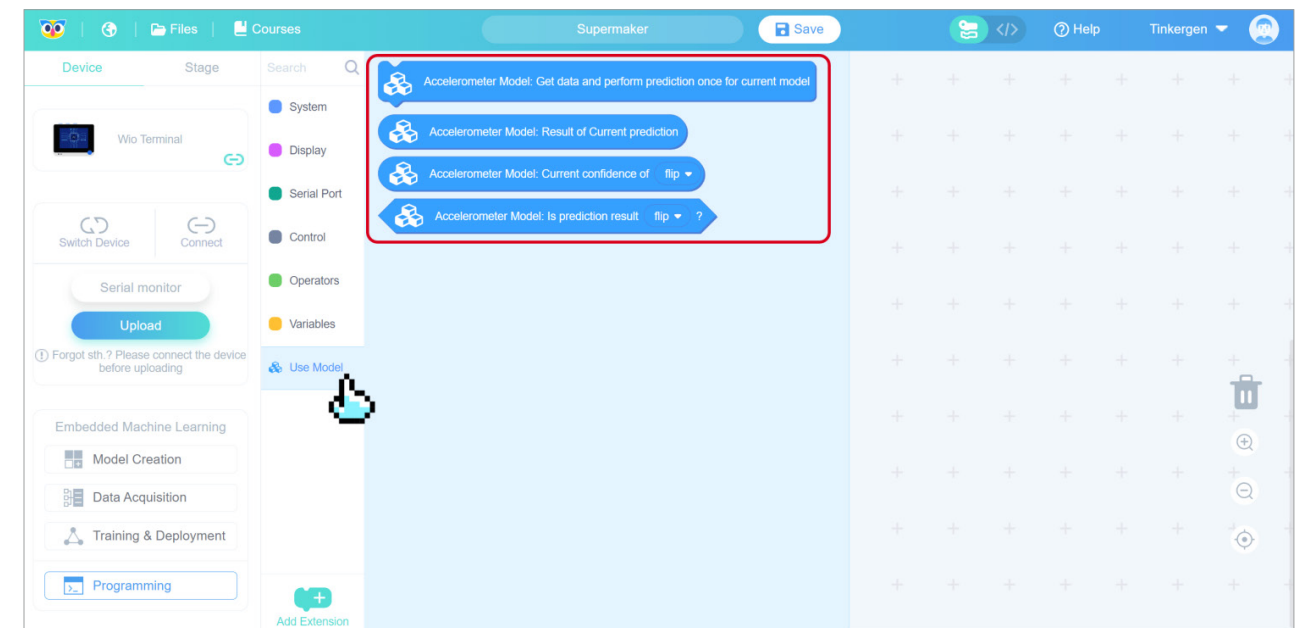 Files
Courses
Supermaker
Save
</>
Help
Tinkergen
Device
Stage
Search
Wio Terminal
Switch Device
Connect
Serial monitor
Upload
Forgot sth.? Please connect the device
before uploading
Embedded Machine Learning
Model Creation
Data Acquisition
Training & Deployment
Programming
System
Display
Serial Port
Control
Operators
Variables
Use Model
Add Extension
Accelerometer Model: Get data and perform prediction once for current model
Accelerometer Model: Result of Current prediction
Accelerometer Model: Current confidence of flip
Accelerometer Model: Is prediction result flip ?